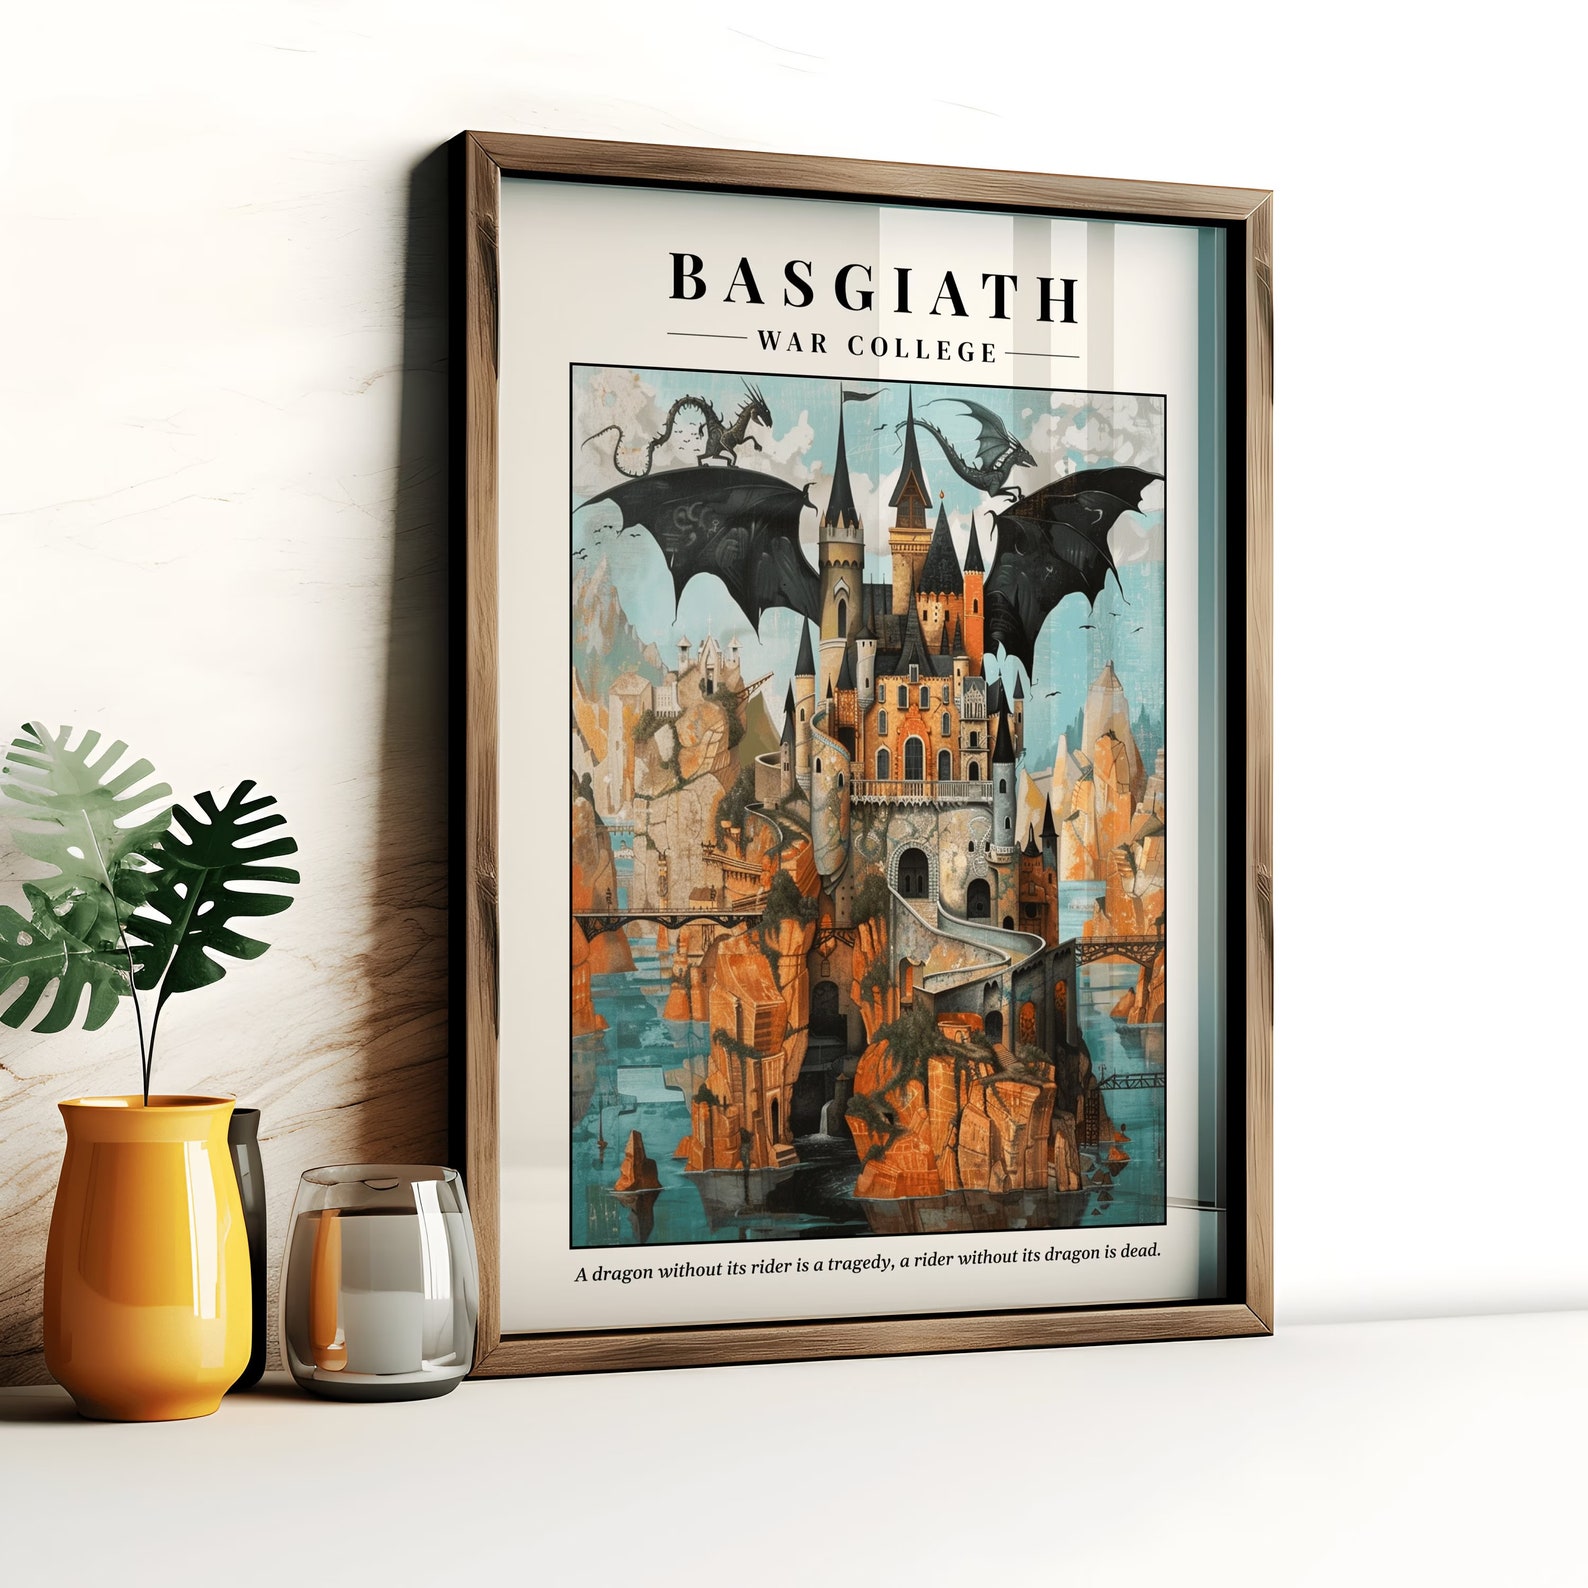 BASGIATH
WAR COLLEGE
A dragon without its rider is a tragedy, a rider without its dragon is dead.